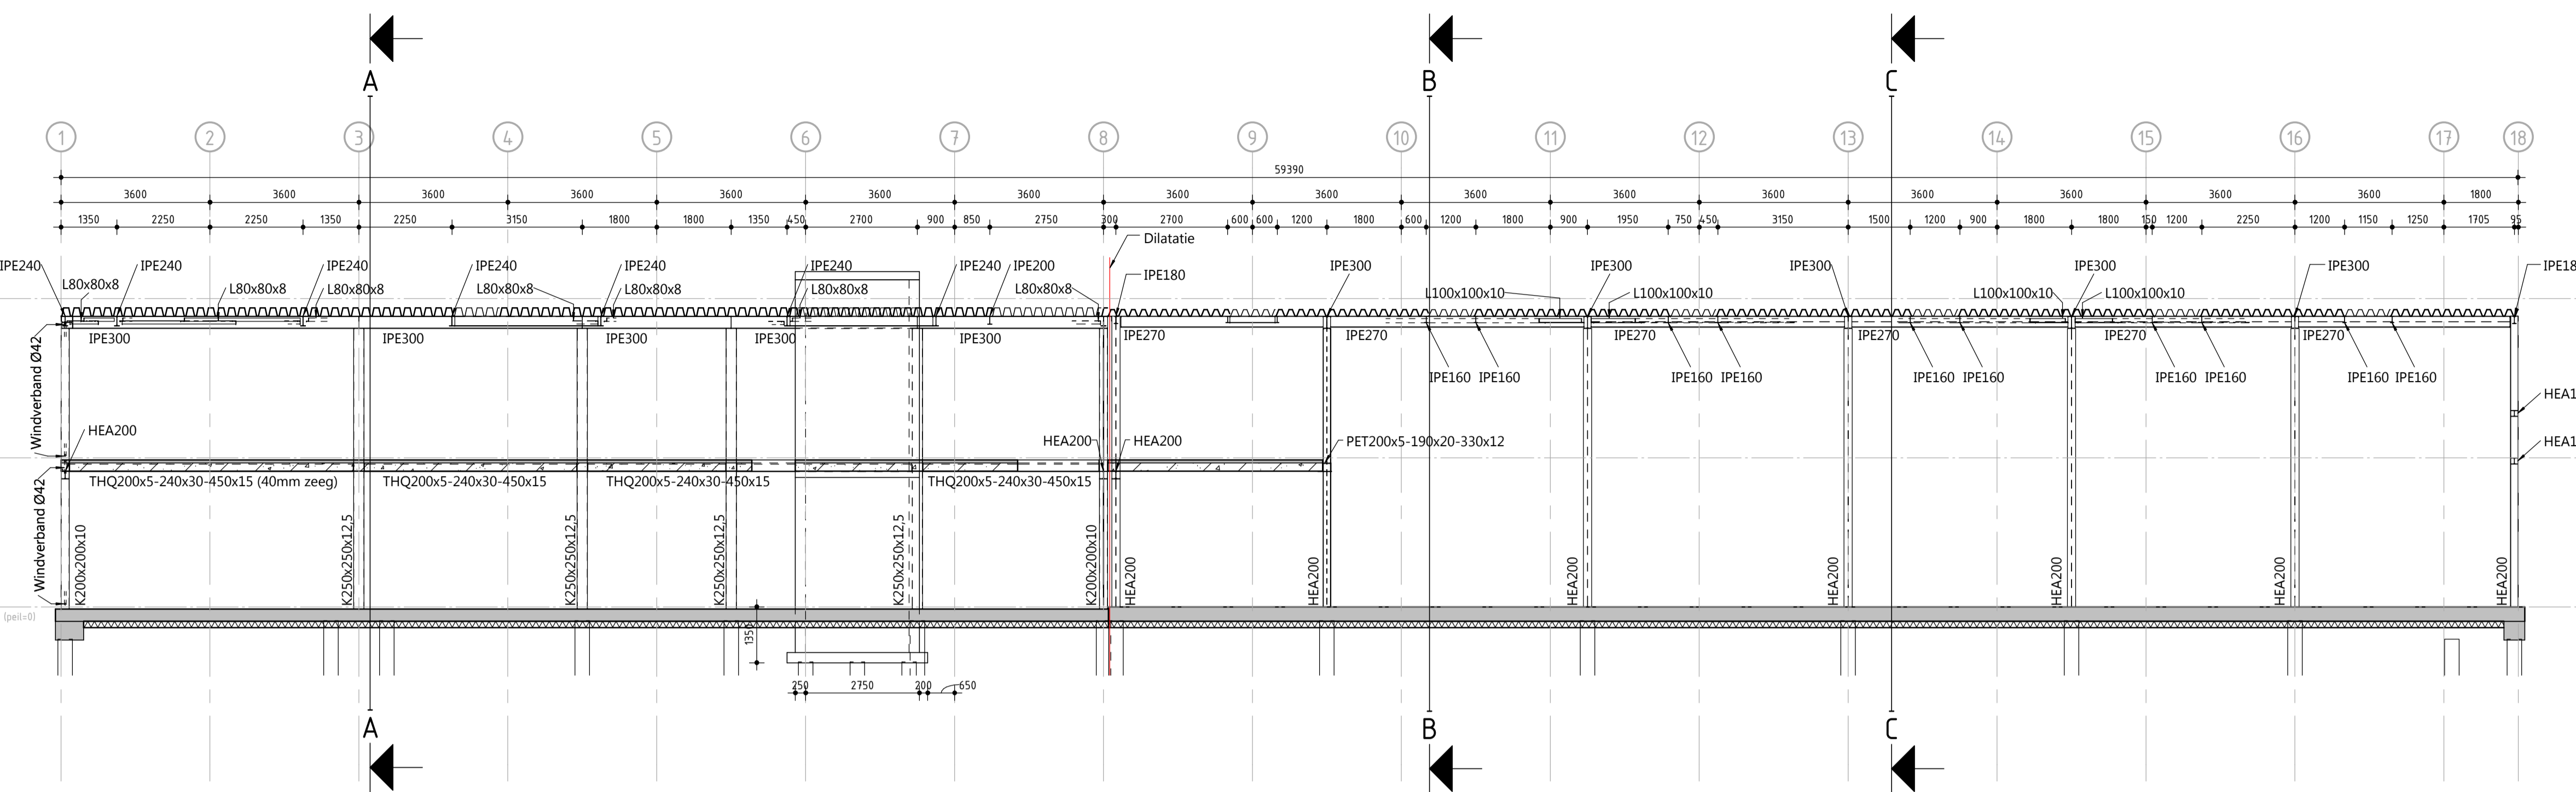 A B C
1 2 3 4 5 6 7 8 9 10 11 12 13 14 15 16 17 18
59390
3600 3600 3600 3600 3600 3600 3600 3600 3600 3600 3600 3600 3600 3600 3600 3600 1800
1350 2250 2250 1350 2250 3150 1800 1800 1350 450 2700 900 850 2750 300 2700 600 600 1200 1800 600 1200 1800 900 1950 750 450 3150 1500 1200 900 1800 1800 150 1200 2250 1200 1150 1250 1705 95
Dilatatie
IPE240 IPE240 IPE240 IPE240 IPE240 IPE240 IPE240 IPE200 IPE180 IPE300 IPE300 IPE300 IPE300 IPE300 IPE18
L80x80x8 L80x80x8 L80x80x8 L80x80x8 L80x80x8 L80x80x8 L80x80x8 L100x100x10 L100x100x10 L100x100x10 L100x100x10
IPE300 IPE300 IPE300 IPE300 IPE300 IPE270 IPE270 IPE270 IPE270 IPE270 IPE270
IPE160 IPE160 IPE160 IPE160 IPE160 IPE160 IPE160 IPE160 IPE160 IPE160
Windverband Ø42
HEA1
HEA200 HEA200 HEA200 PET200x5-190x20-330x12 HEA1
THQ200x5-240x30-450x15 (40mm zeeg) THQ200x5-240x30-450x15 THQ200x5-240x30-450x15 THQ200x5-240x30-450x15
Windverband Ø42
K200x200x10 K250x250x12,5 K250x250x12,5 K250x250x12,5 K250x250x12,5 K200x200x10 HEA200 HEA200 HEA200 HEA200 HEA200 HEA200 HEA200
(peil=0)
1350
250 2750 200 650
A B C